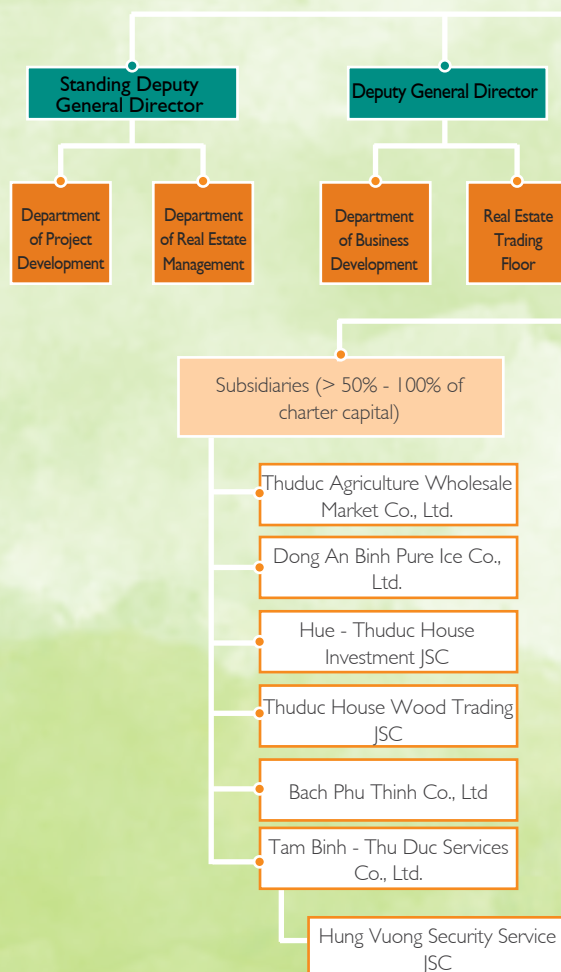 Standing Deputy
General Director
Deputy General Director
Department
of Project
Development
Department
of Real Estate
Management
Department
of Business
Development
Real Estate
Trading
Floor
Subsidiaries (> 50% - 100% of
charter capital)
Thuduc Agriculture Wholesale
Market Co., Ltd.
Dong An Binh Pure Ice Co.,
Ltd.
Hue - Thuduc House
Investment JSC
Thuduc House Wood Trading
JSC
Bach Phu Thinh Co., Ltd
Tam Binh - Thu Duc Services
Co., Ltd.
Hung Vuong Security Service
JSC